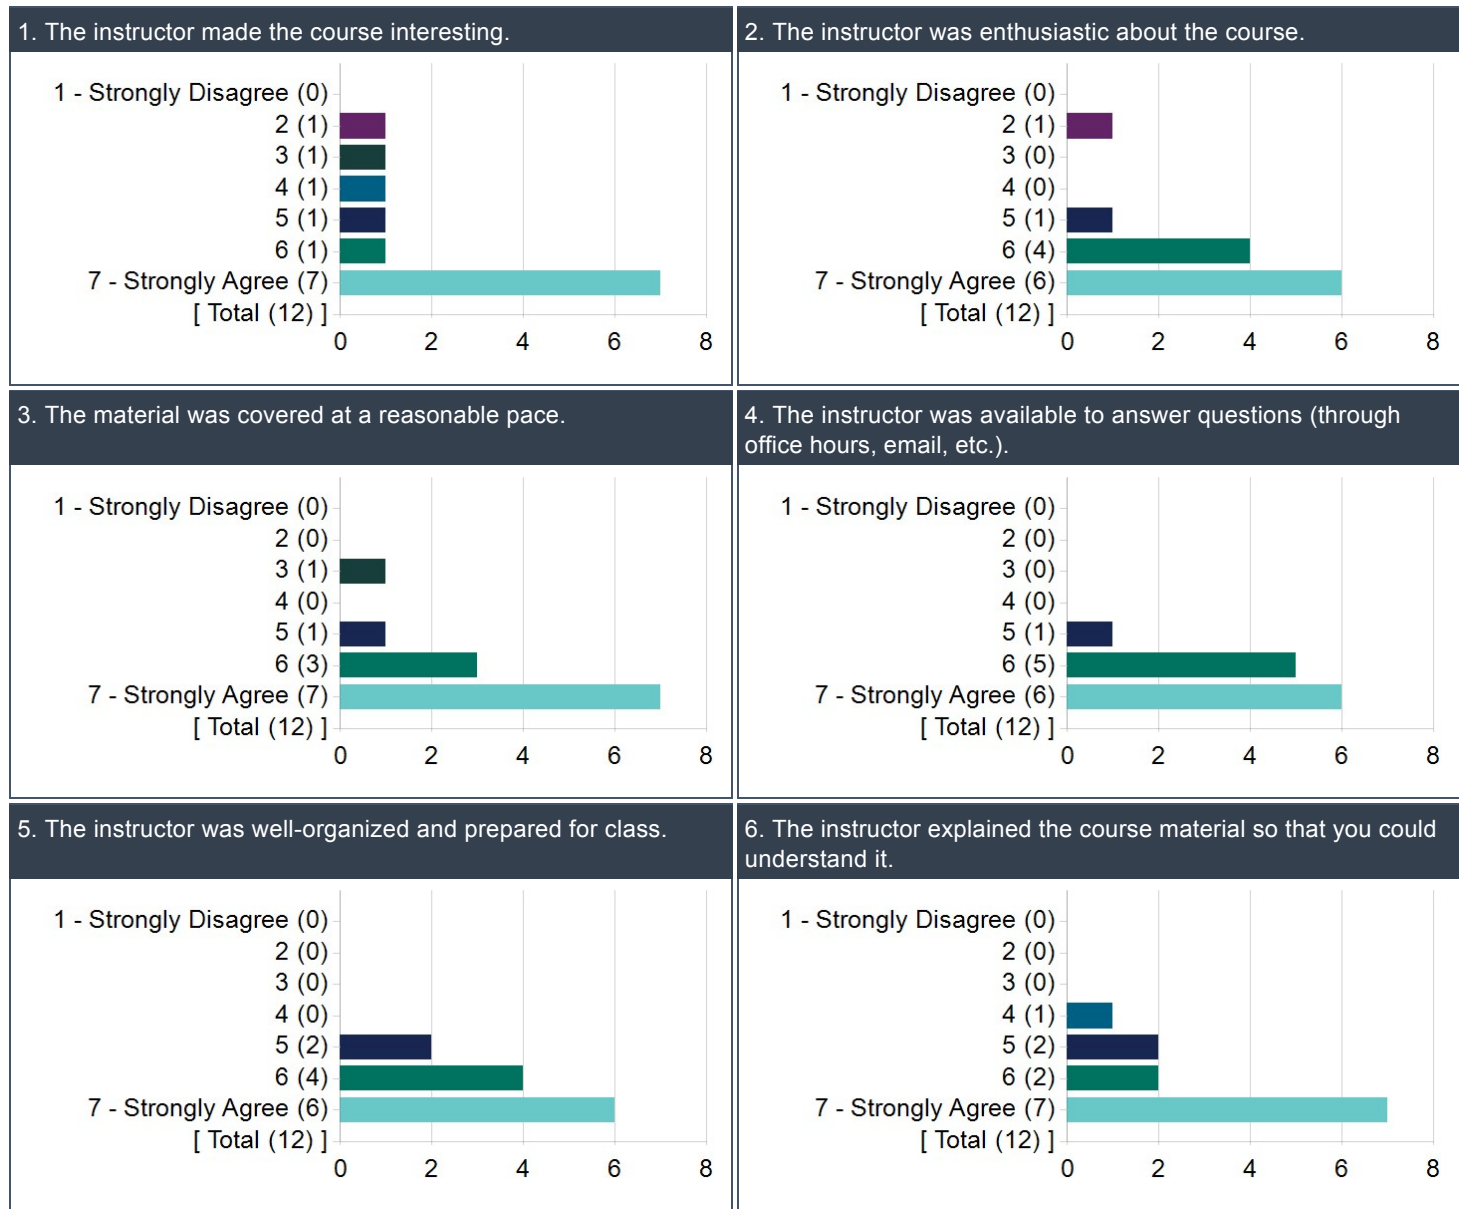 1. The instructor made the course interesting.
1 - Strongly Disagree (0)
2 (1)
3 (1)
4 (1)
5 (1)
6 (1)
7 - Strongly Agree (7)
[ Total (12) ]
0 2 4 6 8
2. The instructor was enthusiastic about the course.
1 - Strongly Disagree (0)
2 (1)
3 (0)
4 (0)
5 (1)
6 (4)
7 - Strongly Agree (6)
[ Total (12) ]
0 2 4 6 8
3. The material was covered at a reasonable pace.
1 - Strongly Disagree (0)
2 (0)
3 (1)
4 (0)
5 (1)
6 (3)
7 - Strongly Agree (7)
[ Total (12) ]
0 2 4 6 8
4. The instructor was available to answer questions (through
office hours, email, etc.).
1 - Strongly Disagree (0)
2 (0)
3 (0)
4 (0)
5 (1)
6 (5)
7 - Strongly Agree (6)
[ Total (12) ]
0 2 4 6 8
5. The instructor was well-organized and prepared for class.
1 - Strongly Disagree (0)
2 (0)
3 (0)
4 (0)
5 (2)
6 (4)
7 - Strongly Agree (6)
[ Total (12) ]
0 2 4 6 8
6. The instructor explained the course material so that you could
understand it.
1 - Strongly Disagree (0)
2 (0)
3 (0)
4 (1)
5 (2)
6 (2)
7 - Strongly Agree (7)
[ Total (12) ]
0 2 4 6 8